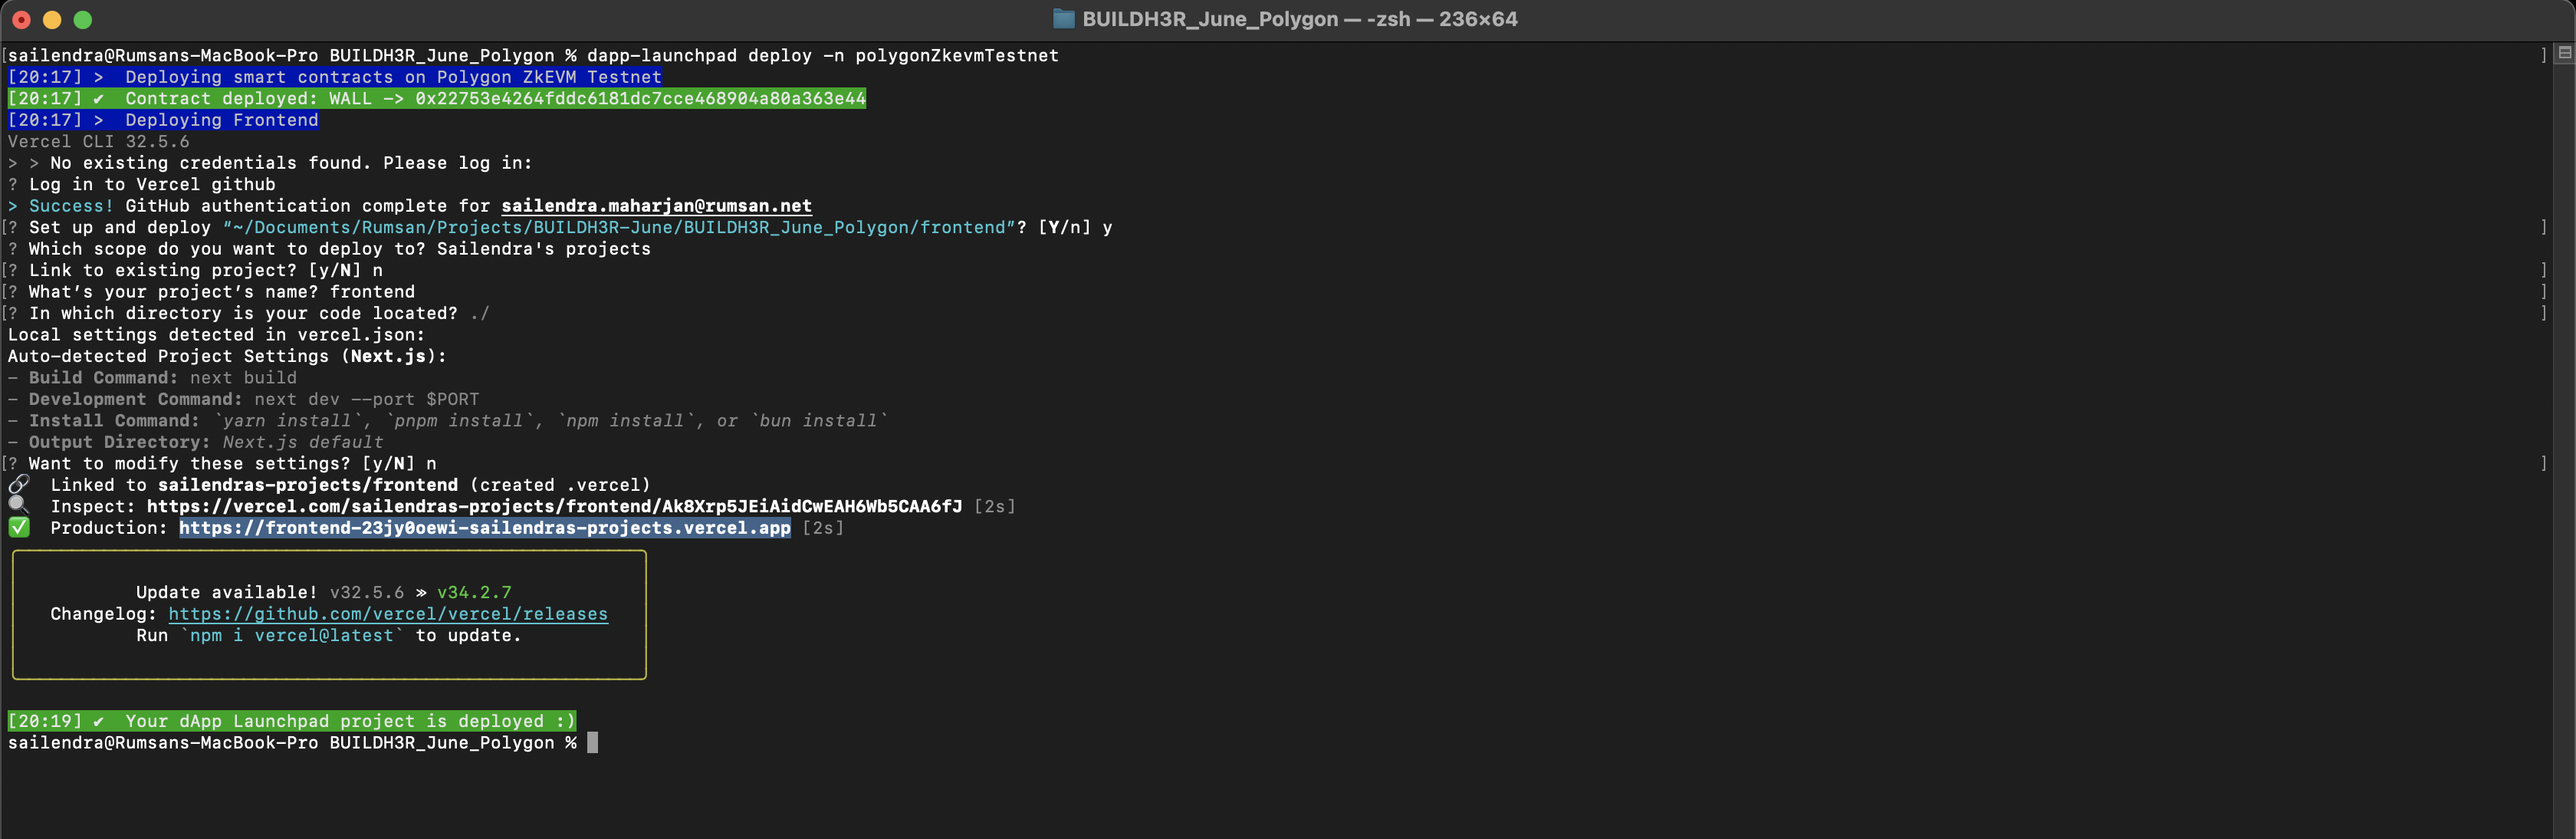 BUILDH3R_June_Polygon — -zsh — 236×64
[sailendra@Rumsans-MacBook-Pro BUILDH3R_June_Polygon % dapp-launchpad deploy -n polygonZkevmTestnet ]
[20:17] >  Deploying smart contracts on Polygon ZkEVM Testnet
[20:17] ✔  Contract deployed: WALL -> 0x22753e4264fddc6181dc7cce468904a80a363e44
[20:17] >  Deploying Frontend
Vercel CLI 32.5.6
> > No existing credentials found. Please log in:
? Log in to Vercel github
> Success! GitHub authentication complete for sailendra.maharjan@rumsan.net
[? Set up and deploy “~/Documents/Rumsan/Projects/BUILDH3R-June/BUILDH3R_June_Polygon/frontend”? [Y/n] y ]
? Which scope do you want to deploy to? Sailendra's projects
[? Link to existing project? [y/N] n ]
[? What’s your project’s name? frontend ]
[? In which directory is your code located? ./ ]
Local settings detected in vercel.json:
Auto-detected Project Settings (Next.js):
- Build Command: next build
- Development Command: next dev --port $PORT
- Install Command: `yarn install`, `pnpm install`, `npm install`, or `bun install`
- Output Directory: Next.js default
[? Want to modify these settings? [y/N] n ]
🔗  Linked to sailendras-projects/frontend (created .vercel)
🔍  Inspect: https://vercel.com/sailendras-projects/frontend/Ak8Xrp5JEiAidCwEAH6Wb5CAA6fJ [2s]
✅  Production: https://frontend-23jy0oewi-sailendras-projects.vercel.app [2s]
Update available! v32.5.6 ≫ v34.2.7
Changelog: https://github.com/vercel/vercel/releases
Run `npm i vercel@latest` to update.
[20:19] ✔  Your dApp Launchpad project is deployed :)
sailendra@Rumsans-MacBook-Pro BUILDH3R_June_Polygon %